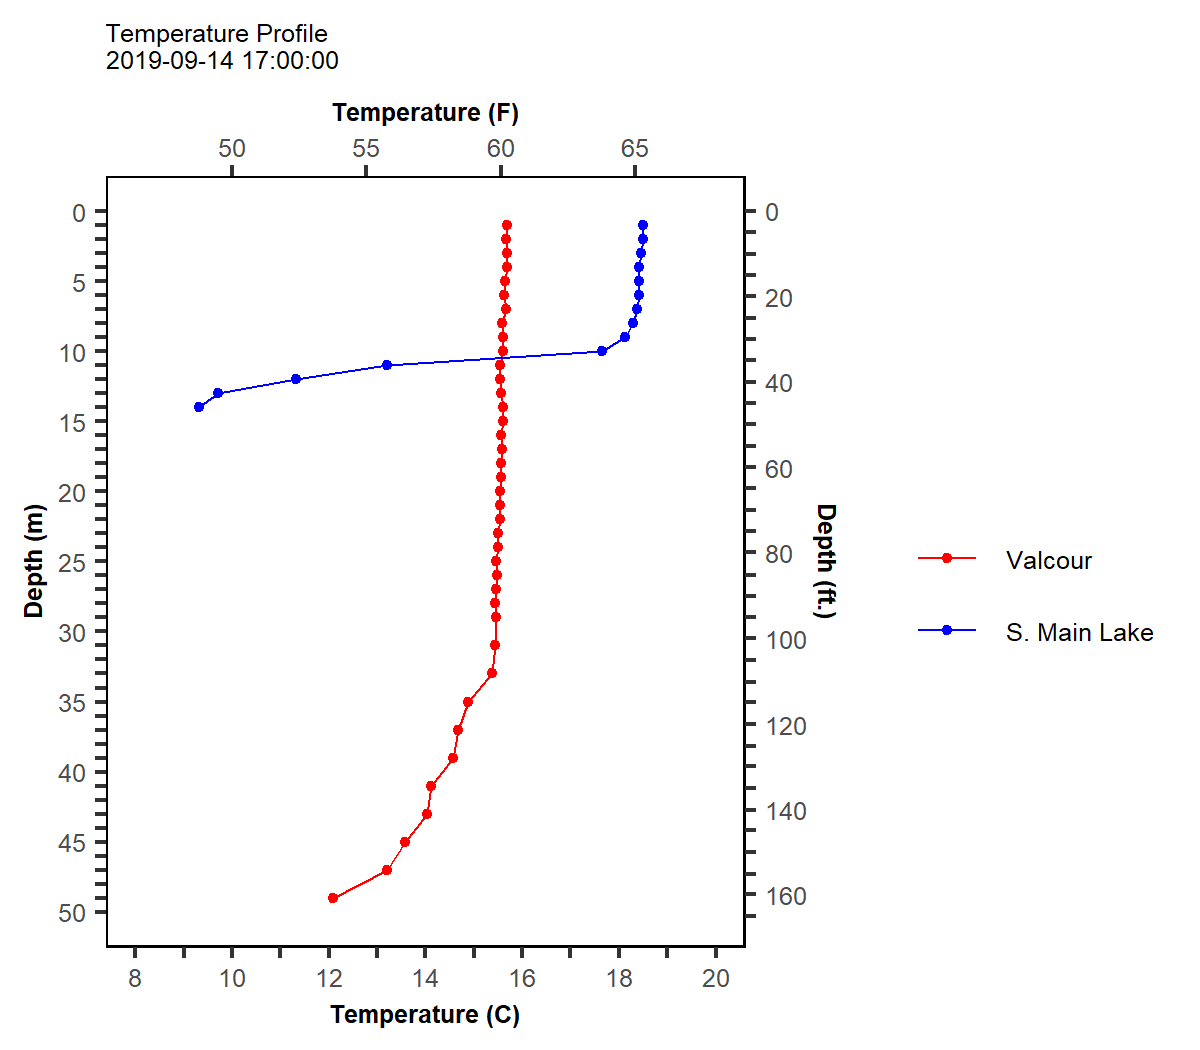 Temperature Profile
2019-09-14 17:00:00
Temperature (F)
50 55 60 65
0
5
10
15
20
25
30
35
40
45
50
Depth (m)
0
20
40
60
80
100
120
140
160
Depth (ft.)
Valcour
S. Main Lake
8 10 12 14 16 18 20
Temperature (C)